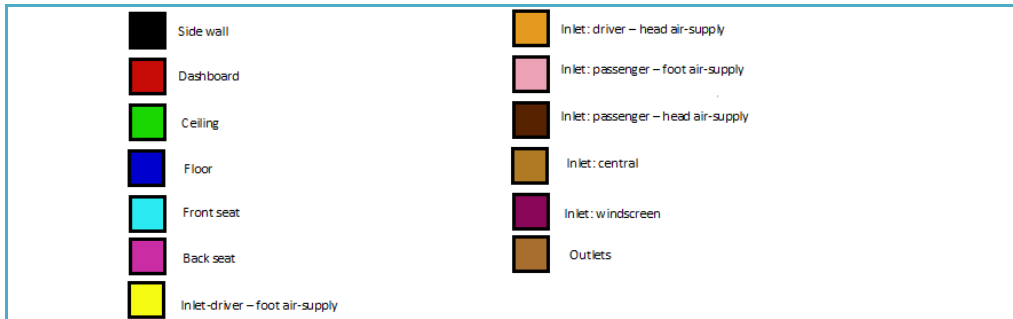 Side wall
Dashboard
Ceiling
Floor
Front seat
Back seat
Inlet-driver – foot air-supply
Inlet: driver – head air-supply
Inlet: passenger – foot air-supply
Inlet: passenger – head air-supply
Inlet: central
Inlet: windscreen
Outlets